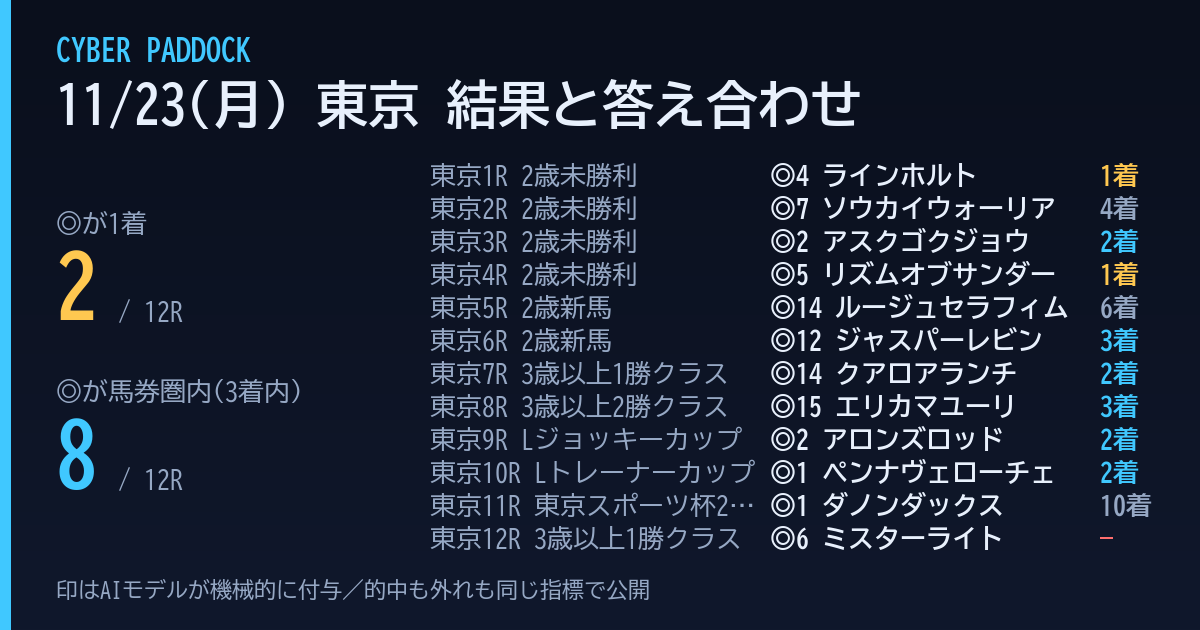 CYBER PADDOCK
11/23(月) 東京 結果と答え合わせ
◎が1着
2 / 12R
◎が馬券圏内(3着内)
8 / 12R
東京1R 2歳未勝利 ◎4 ラインホルト 1着
東京2R 2歳未勝利 ◎7 ソウカイウォーリア 4着
東京3R 2歳未勝利 ◎2 アスクゴクジョウ 2着
東京4R 2歳未勝利 ◎5 リズムオブサンダー 1着
東京5R 2歳新馬 ◎14 ルージュセラフィム 6着
東京6R 2歳新馬 ◎12 ジャスパーレビン 3着
東京7R 3歳以上1勝クラス ◎14 クアロアランチ 2着
東京8R 3歳以上2勝クラス ◎15 エリカマユーリ 3着
東京9R Lジョッキーカップ ◎2 アロンズロッド 2着
東京10R Lトレーナーカップ ◎1 ペンナヴェローチェ 2着
東京11R 東京スポーツ杯2… ◎1 ダノンダックス 10着
東京12R 3歳以上1勝クラス ◎6 ミスターライト –
印はAIモデルが機械的に付与／的中も外れも同じ指標で公開